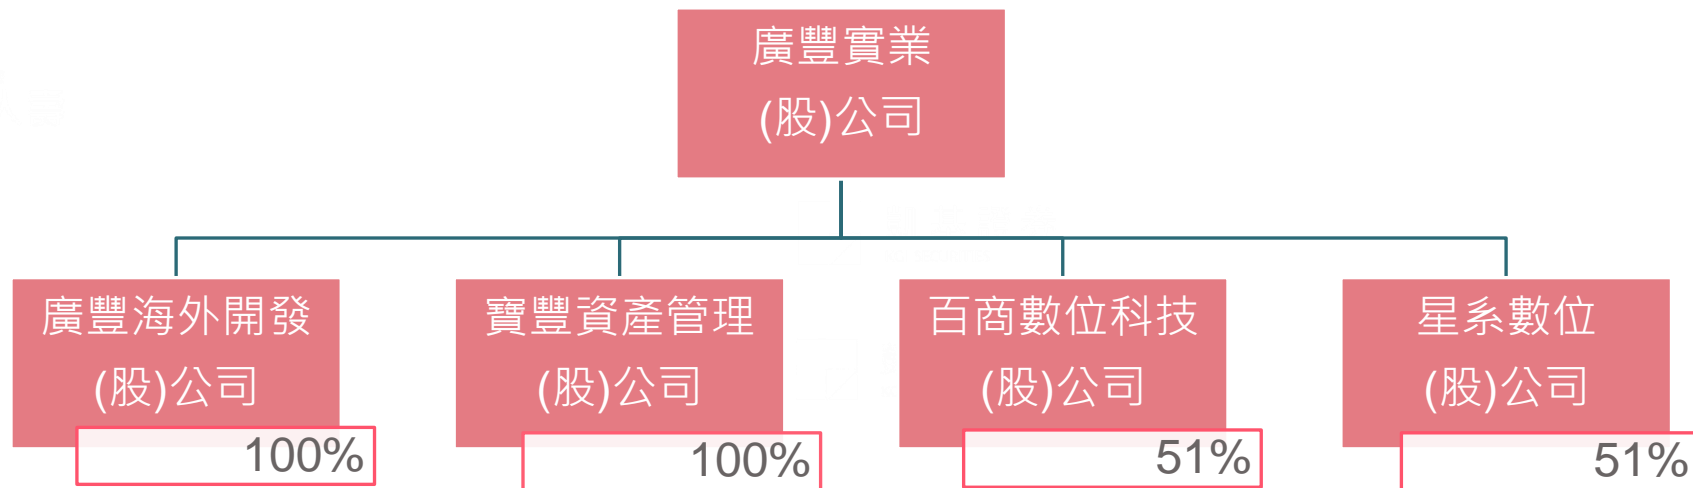 廣豐實業
(股)公司
廣豐海外開發
(股)公司
100%
寶豐資產管理
(股)公司
100%
百商數位科技
(股)公司
51%
星系數位
(股)公司
51%